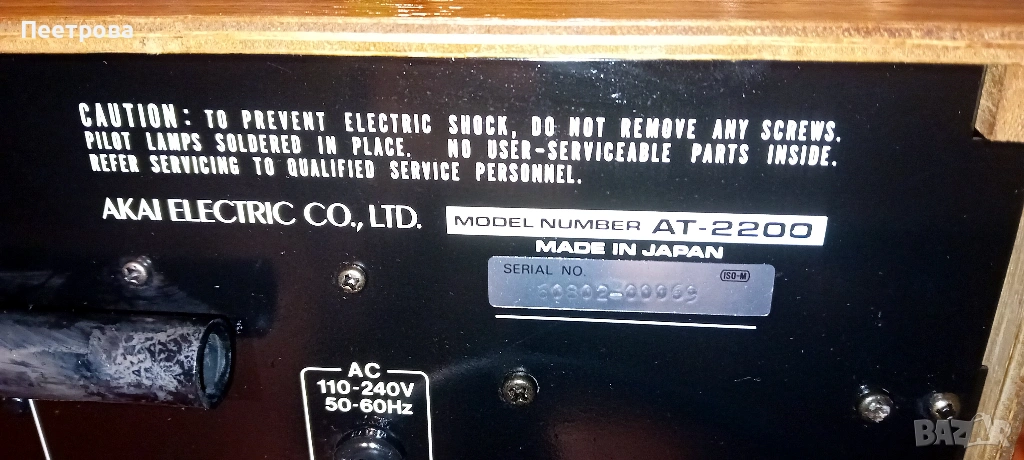 Пеетрова
CAUTION: TO PREVENT ELECTRIC SHOCK, DO NOT REMOVE ANY SCREWS.
PILOT LAMPS SOLDERED IN PLACE. NO USER-SERVICEABLE PARTS INSIDE.
REFER SERVICING TO QUALIFIED SERVICE PERSONNEL.
AKAI ELECTRIC CO., LTD.
MODEL NUMBER AT-2200
MADE IN JAPAN
SERIAL NO.
ISO-M
60802-00069
AC
110-240V
50-60Hz
BAZAR